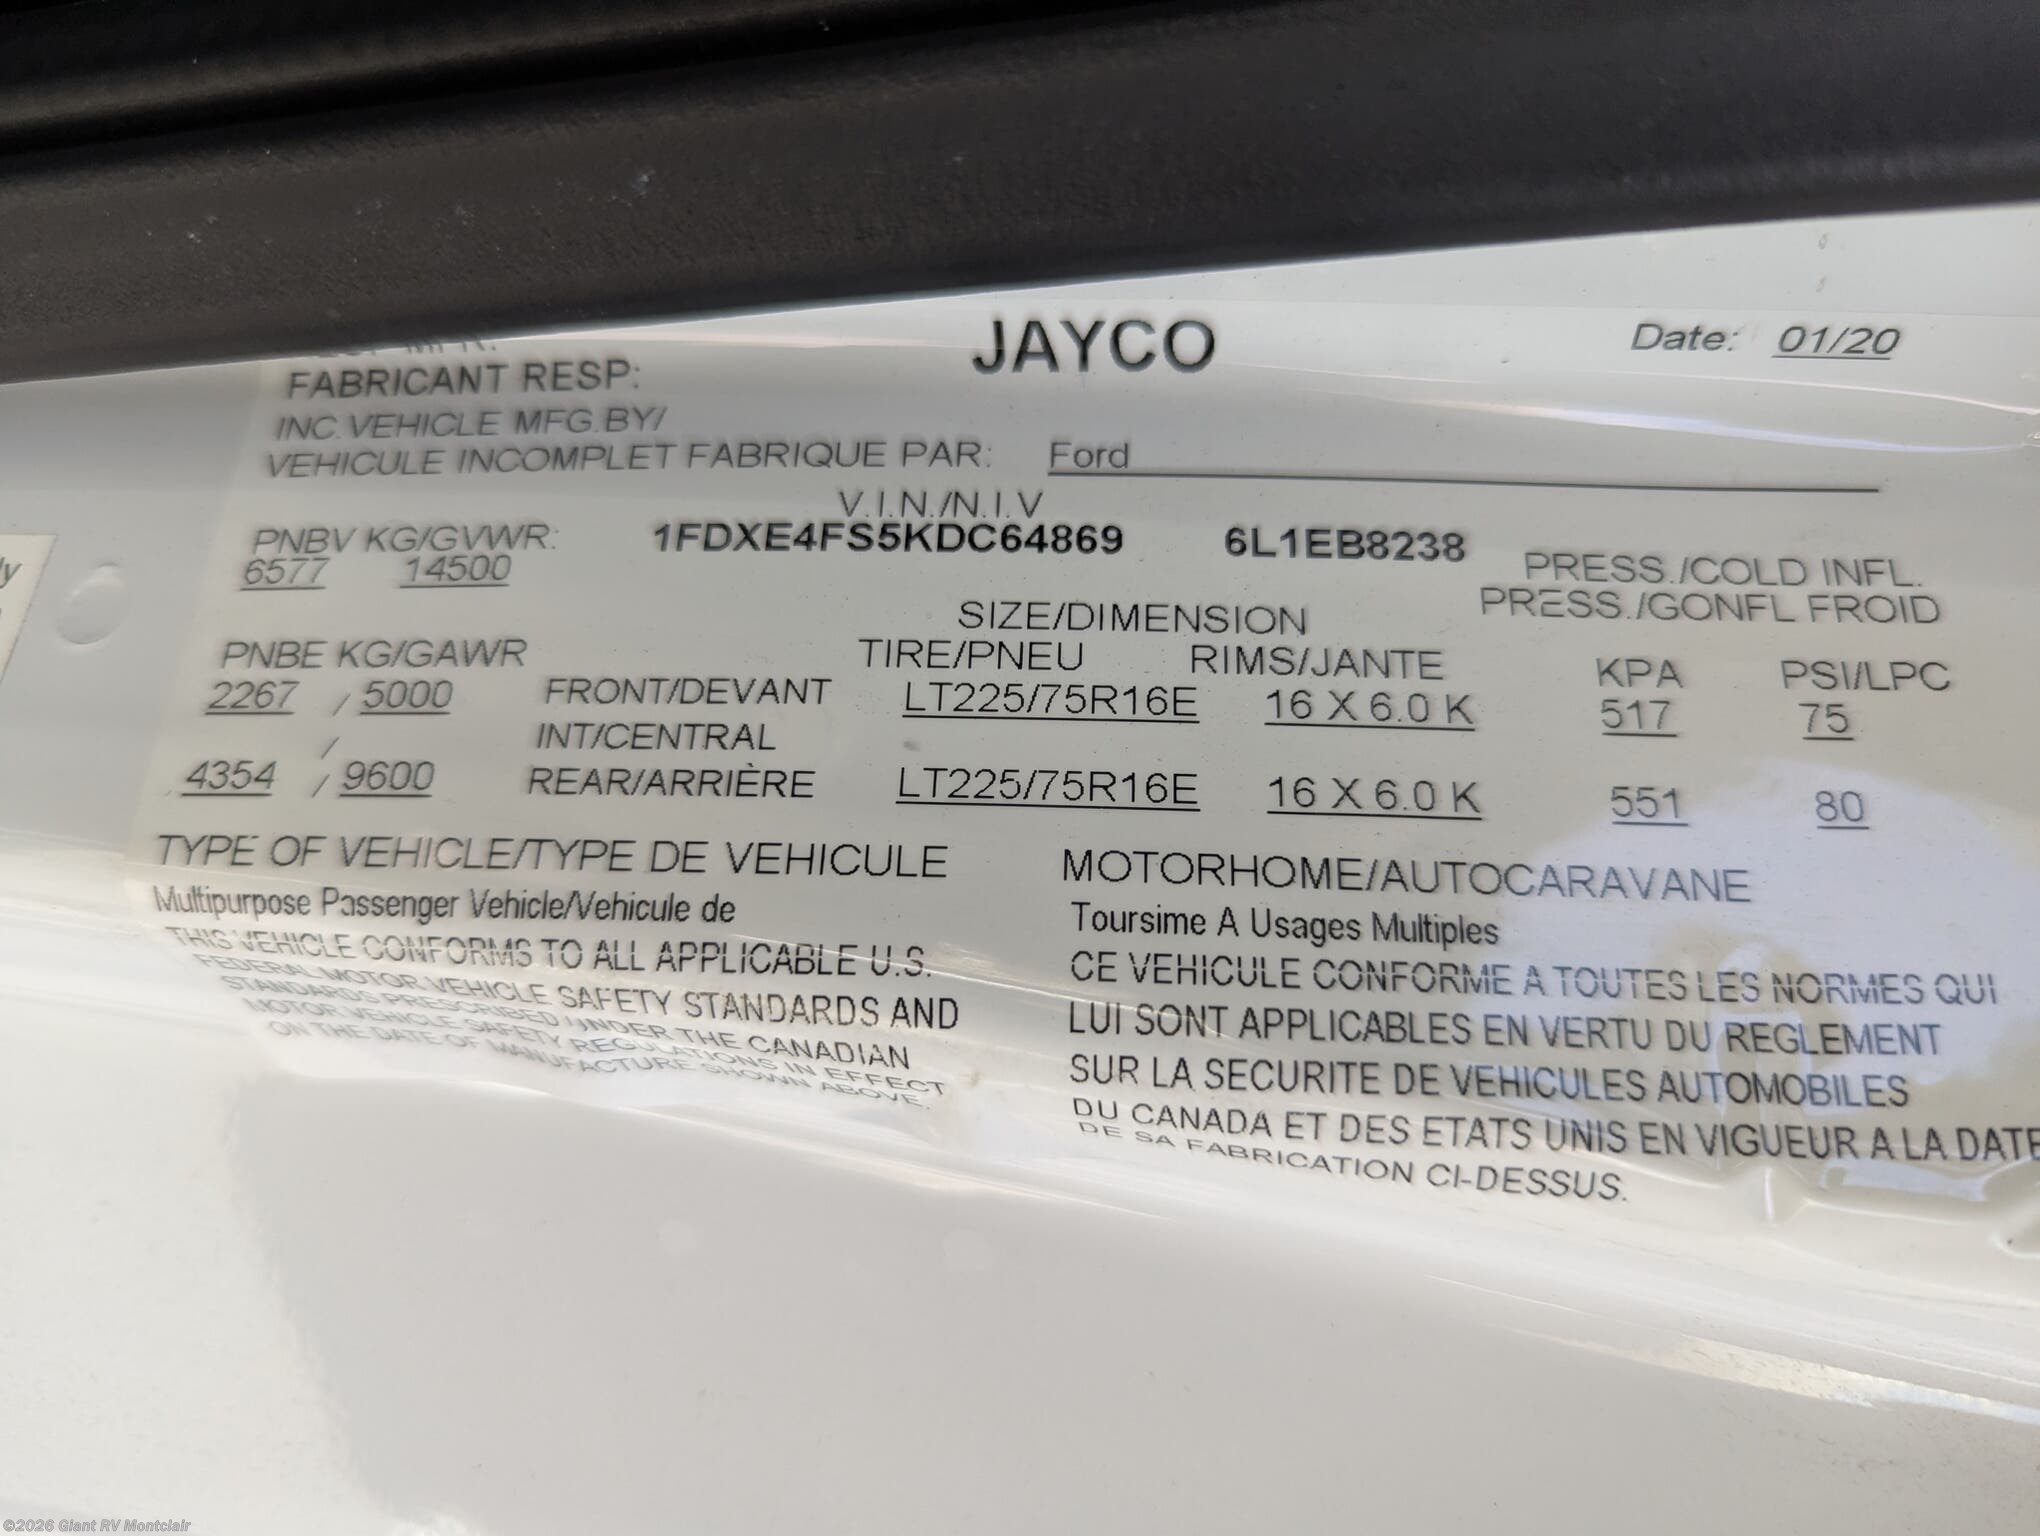 JAYCO
Date: 01/20
FABRICANT RESP:
INC.VEHICLE MFG.BY/
VEHICULE INCOMPLET FABRIQUE PAR: Ford
V.I.N./N.I.V
PNBV KG/GVWR: 1FDXE4FS5KDC64869 6L1EB8238
6577 14500
PRESS./COLD INFL.
PRESS./GONFL FROID
SIZE/DIMENSION
PNBE KG/GAWR TIRE/PNEU RIMS/JANTE KPA PSI/LPC
2267 / 5000 FRONT/DEVANT LT225/75R16E 16 X 6.0 K 517 75
/ INT/CENTRAL
4354 / 9600 REAR/ARRIÈRE LT225/75R16E 16 X 6.0 K 551 80
TYPE OF VEHICLE/TYPE DE VEHICULE MOTORHOME/AUTOCARAVANE
Multipurpose Passenger Vehicle/Vehicule de Toursime A Usages Multiples
THIS VEHICLE CONFORMS TO ALL APPLICABLE U.S.
FEDERAL MOTOR VEHICLE SAFETY STANDARDS AND
STANDARDS PRESCRIBED UNDER THE CANADIAN
MOTOR VEHICLE SAFETY REGULATIONS IN EFFECT
ON THE DATE OF MANUFACTURE SHOWN ABOVE.
CE VEHICULE CONFORME A TOUTES LES NORMES QUI
LUI SONT APPLICABLES EN VERTU DU REGLEMENT
SUR LA SECURITE DE VEHICULES AUTOMOBILES
DU CANADA ET DES ETATS UNIS EN VIGUEUR A LA DATE
DE SA FABRICATION CI-DESSUS.
©2026 Giant RV Montclair